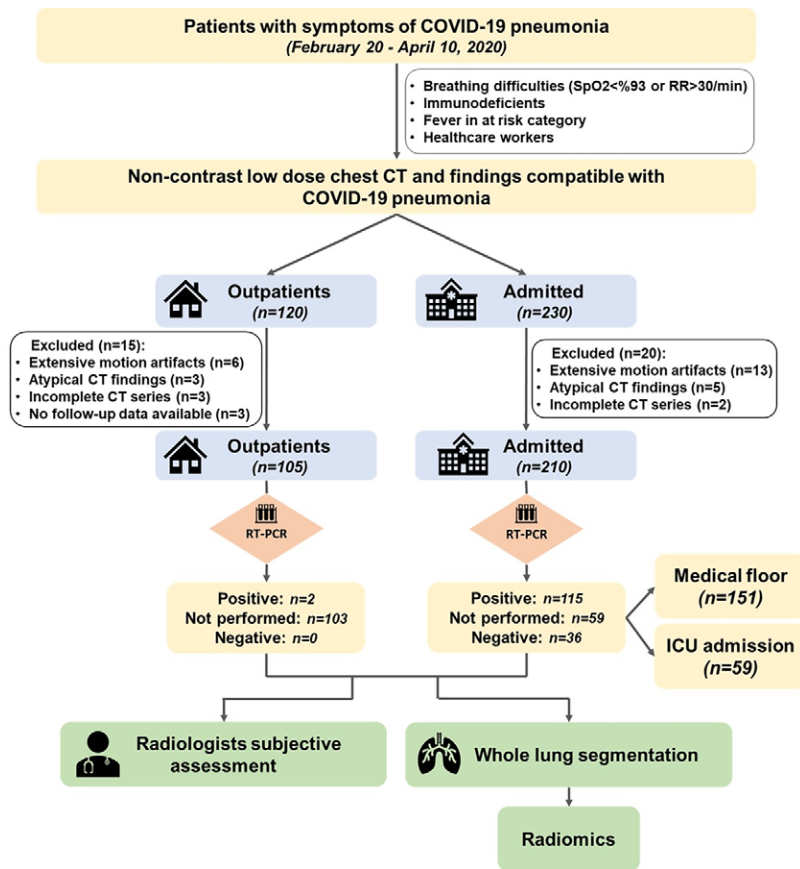 Patients with symptoms of COVID-19 pneumonia
(February 20 - April 10, 2020)
• Breathing difficulties (SpO2<%93 or RR>30/min)
• Immunodeficients
• Fever in at risk category
• Healthcare workers
Non-contrast low dose chest CT and findings compatible with
COVID-19 pneumonia
Outpatients
(n=120)
Admitted
(n=230)
Excluded (n=15):
• Extensive motion artifacts (n=6)
• Atypical CT findings (n=3)
• Incomplete CT series (n=3)
• No follow-up data available (n=3)
Excluded (n=20):
• Extensive motion artifacts (n=13)
• Atypical CT findings (n=5)
• Incomplete CT series (n=2)
Outpatients
(n=105)
Admitted
(n=210)
RT-PCR
RT-PCR
Positive: n=2
Not performed: n=103
Negative: n=0
Positive: n=115
Not performed: n=59
Negative: n=36
Medical floor
(n=151)
ICU admission
(n=59)
Radiologists subjective
assessment
Whole lung segmentation
Radiomics